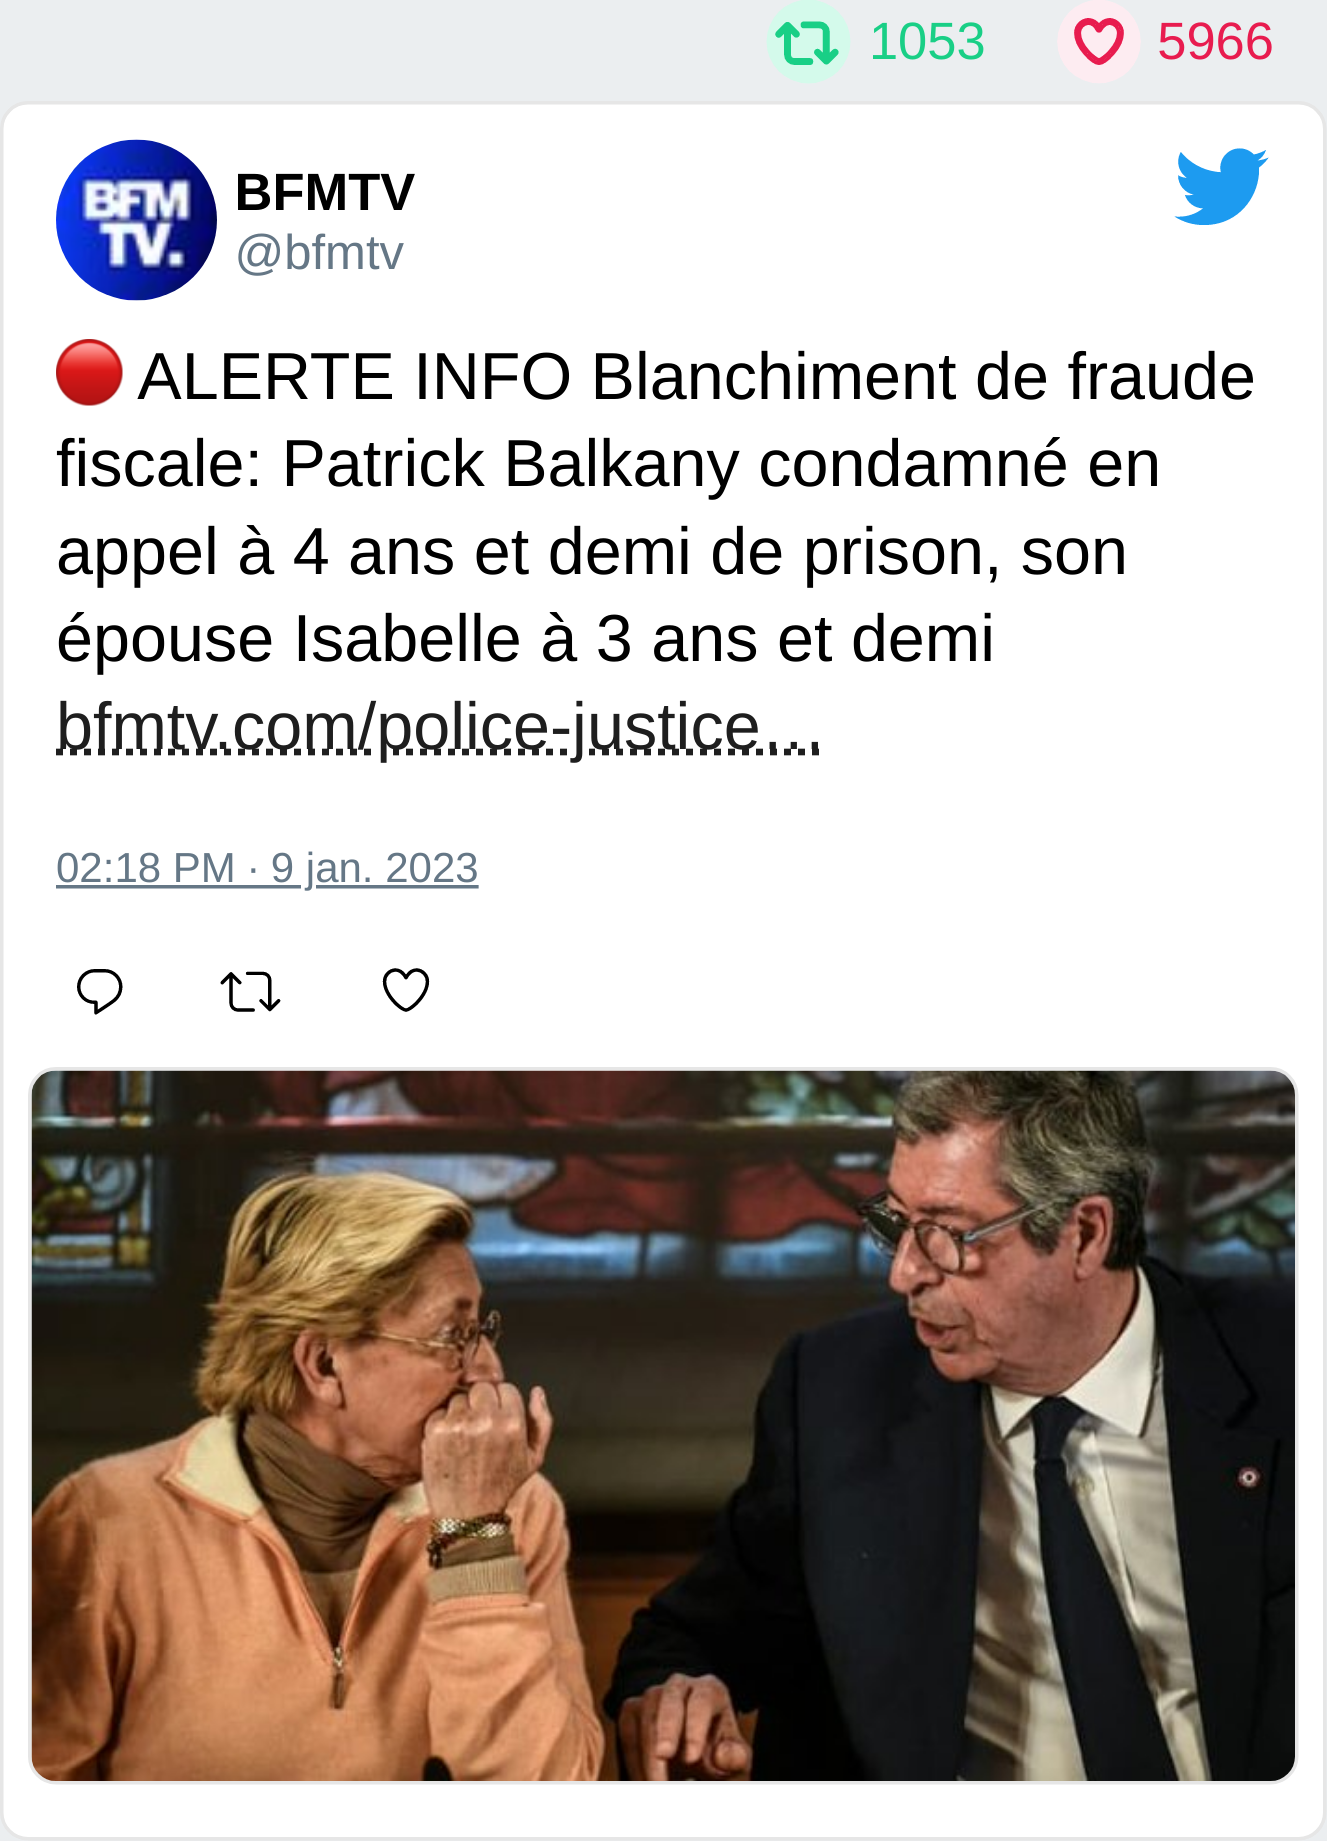 1053 5966
BFM
TV.
BFMTV
@bfmtv
ALERTE INFO Blanchiment de fraude
fiscale: Patrick Balkany condamné en
appel à 4 ans et demi de prison, son
épouse Isabelle à 3 ans et demi
bfmtv.com/police-justice…
02:18 PM · 9 jan. 2023